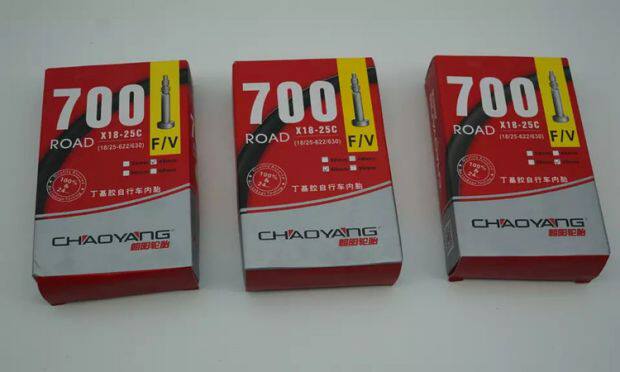 700
X18-25C
ROAD
(18/25-622/630)
F/V
100%
丁基胶自行车内胎
CHAOYANG
朝阳轮胎
700
X18-25C
ROAD
(18/25-622/630)
F/V
100%
丁基胶自行车内胎
CHAOYANG
朝阳轮胎
700
X18-25C
ROAD
(18/25-622/630)
F/V
100%
丁基胶自行车内胎
CHAOYANG
朝阳轮胎